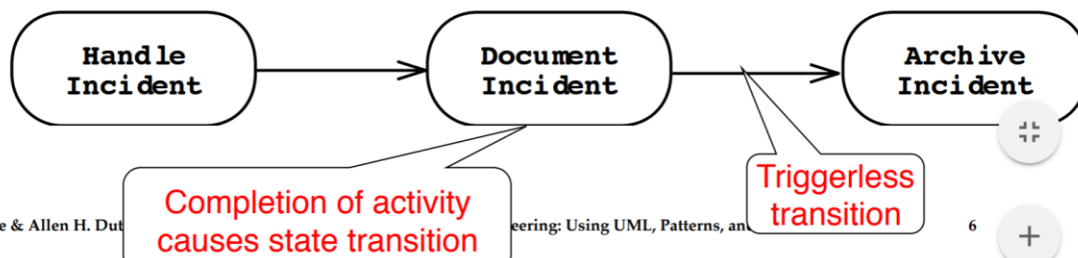 Handle
Incident
Document
Incident
Archive
Incident
Completion of activity
causes state transition
Triggerless
transition
e & Allen H. Dut
eering: Using UML, Patterns, an
6